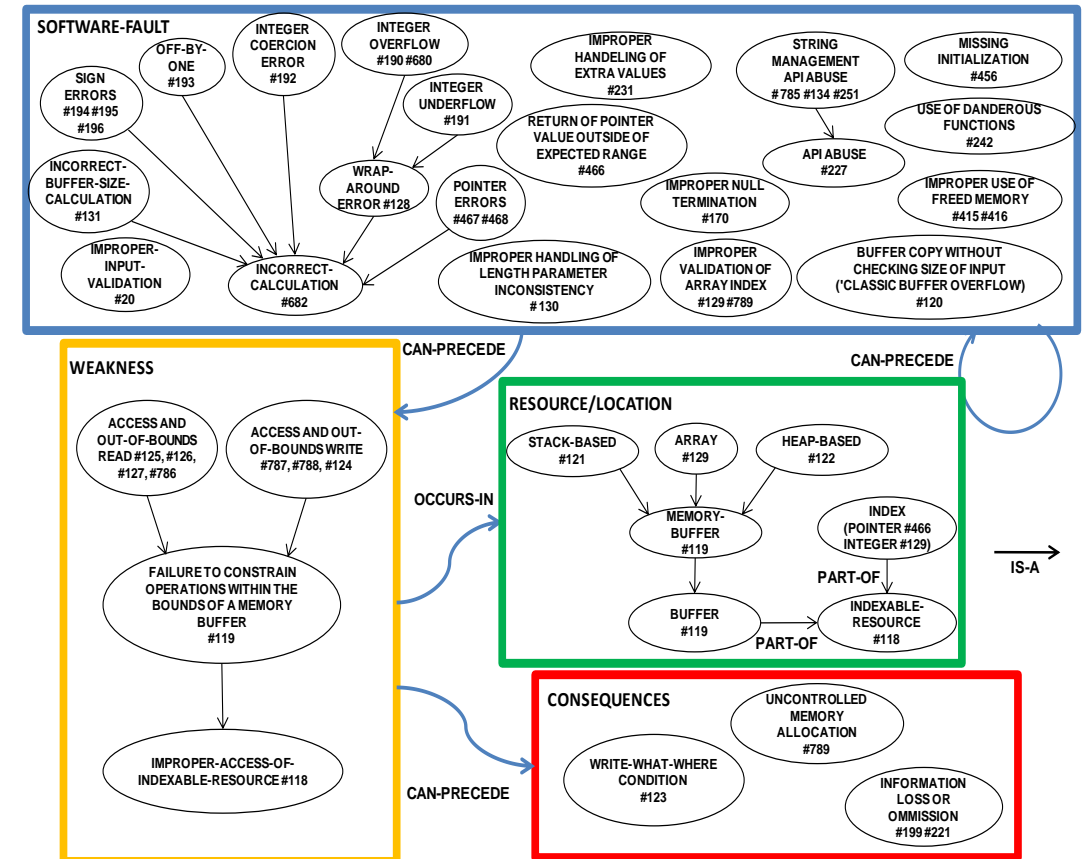 SOFTWARE-FAULT
SIGN
ERRORS
#194 #195
#196
OFF-BY-
ONE
#193
INTEGER
COERCION
ERROR
#192
INTEGER
OVERFLOW
#190 #680
INTEGER
UNDERFLOW
#191
IMPROPER
HANDELING OF
EXTRA VALUES
#231
STRING
MANAGEMENT
API ABUSE
#785 #134 #251
MISSING
INITIALIZATION
#456
RETURN OF POINTER
VALUE OUTSIDE OF
EXPECTED RANGE
#466
USE OF DANDEROUS
FUNCTIONS
#242
API ABUSE
#227
INCORRECT-
BUFFER-SIZE-
CALCULATION
#131
WRAP-
AROUND
ERROR #128
POINTER
ERRORS
#467 #468
IMPROPER NULL
TERMINATION
#170
IMPROPER USE OF
FREED MEMORY
#415 #416
IMPROPER-
INPUT-
VALIDATION
#20
INCORRECT-
CALCULATION
#682
IMPROPER HANDLING OF
LENGTH PARAMETER
INCONSISTENCY
#130
IMPROPER
VALIDATION OF
ARRAY INDEX
#129 #789
BUFFER COPY WITHOUT
CHECKING SIZE OF INPUT
('CLASSIC BUFFER OVERFLOW')
#120
CAN-PRECEDE
CAN-PRECEDE
WEAKNESS
ACCESS AND
OUT-OF-BOUNDS
READ #125, #126,
#127, #786
ACCESS AND OUT-
OF-BOUNDS WRITE
#787, #788, #124
FAILURE TO CONSTRAIN
OPERATIONS WITHIN THE
BOUNDS OF A MEMORY
BUFFER
#119
IMPROPER-ACCESS-OF-
INDEXABLE-RESOURCE #118
OCCURS-IN
RESOURCE/LOCATION
STACK-BASED
#121
ARRAY
#129
HEAP-BASED
#122
MEMORY-
BUFFER
#119
INDEX
(POINTER #466
INTEGER #129)
PART-OF
BUFFER
#119
PART-OF
INDEXABLE-
RESOURCE
#118
IS-A
CAN-PRECEDE
CONSEQUENCES
UNCONTROLLED
MEMORY
ALLOCATION
#789
WRITE-WHAT-WHERE
CONDITION
#123
INFORMATION
LOSS OR
OMMISSION
#199 #221